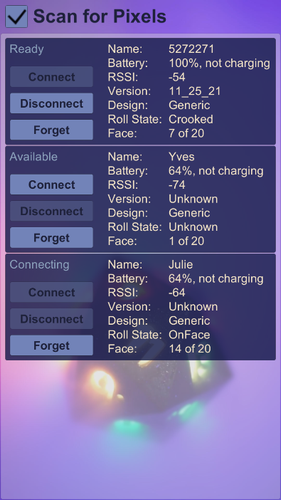 Scan for Pixels
Ready
Connect
Disconnect
Forget
Name: 5272271
Battery: 100%, not charging
RSSI: -54
Version: 11_25_21
Design: Generic
Roll State: Crooked
Face: 7 of 20
Available
Connect
Disconnect
Forget
Name: Yves
Battery: 64%, not charging
RSSI: -74
Version: Unknown
Design: Generic
Roll State: Unknown
Face: 1 of 20
Connecting
Connect
Disconnect
Forget
Name: Julie
Battery: 64%, not charging
RSSI: -64
Version: Unknown
Design: Generic
Roll State: OnFace
Face: 14 of 20